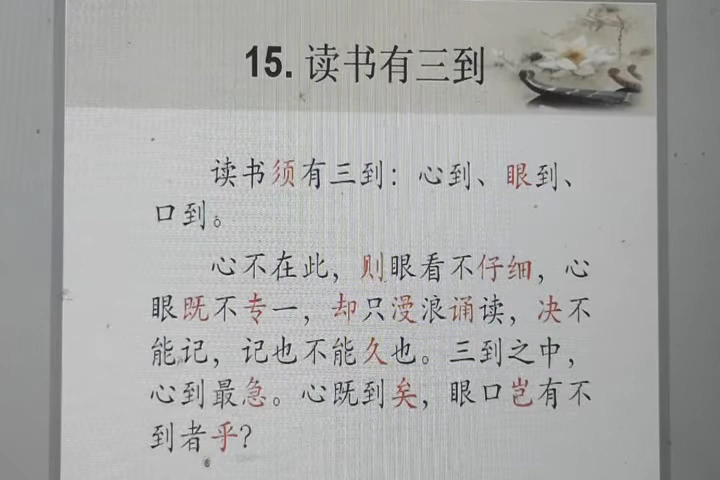 15. 读书有三到
读书须有三到：心到、眼到、
口到。
心不在此，则眼看不仔细，心
眼既不专一，却只漫浪诵读，决不
能记，记也不能久也。三到之中，
心到最急。心既到矣，眼口岂有不
到者乎？